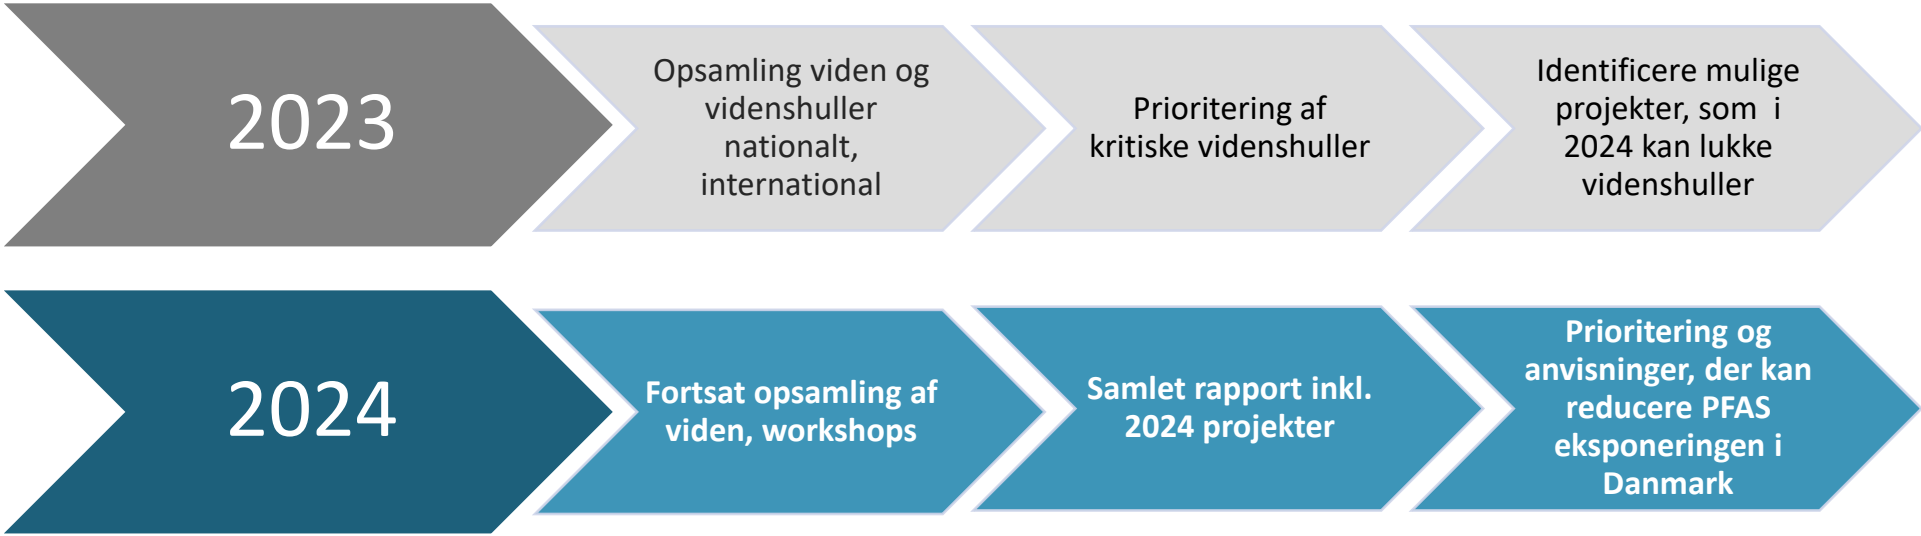 2023
Opsamling viden og
videnshuller
nationalt,
international
Prioritering af
kritiske videnshuller
Identificere mulige
projekter, som  i
2024 kan lukke
videnshuller
2024
Fortsat opsamling af
viden, workshops
Samlet rapport inkl.
2024 projekter
Prioritering og
anvisninger, der kan
reducere PFAS
eksponeringen i
Danmark